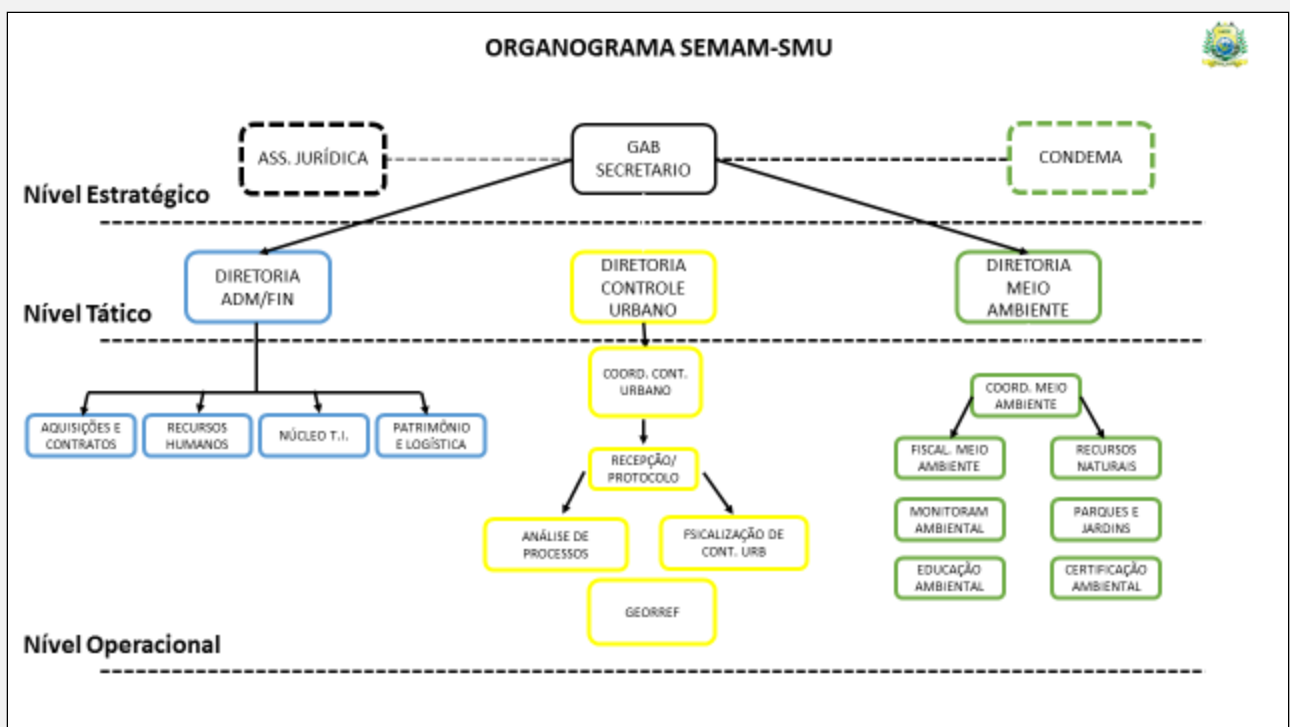 ORGANOGRAMA SEMAM-SMU
ASS. JURÍDICA
GAB
SECRETARIO
CONDEMA
Nível Estratégico
DIRETORIA
ADM/FIN
DIRETORIA
CONTROLE
URBANO
DIRETORIA
MEIO
AMBIENTE
Nível Tático
COORD. CONT.
URBANO
COORD. MEIO
AMBIENTE
AQUISIÇÕES E
CONTRATOS
RECURSOS
HUMANOS
NÚCLEO T.I.
PATRIMÔNIO
E LOGÍSTICA
RECEPÇÃO/
PROTOCOLO
FISCAL. MEIO
AMBIENTE
RECURSOS
NATURAIS
ANÁLISE DE
PROCESSOS
FSICALIZAÇÃO DE
CONT. URB
MONITORAM
AMBIENTAL
PARQUES E
JARDINS
GEORREF
EDUCAÇÃO
AMBIENTAL
CERTIFICAÇÃO
AMBIENTAL
Nível Operacional